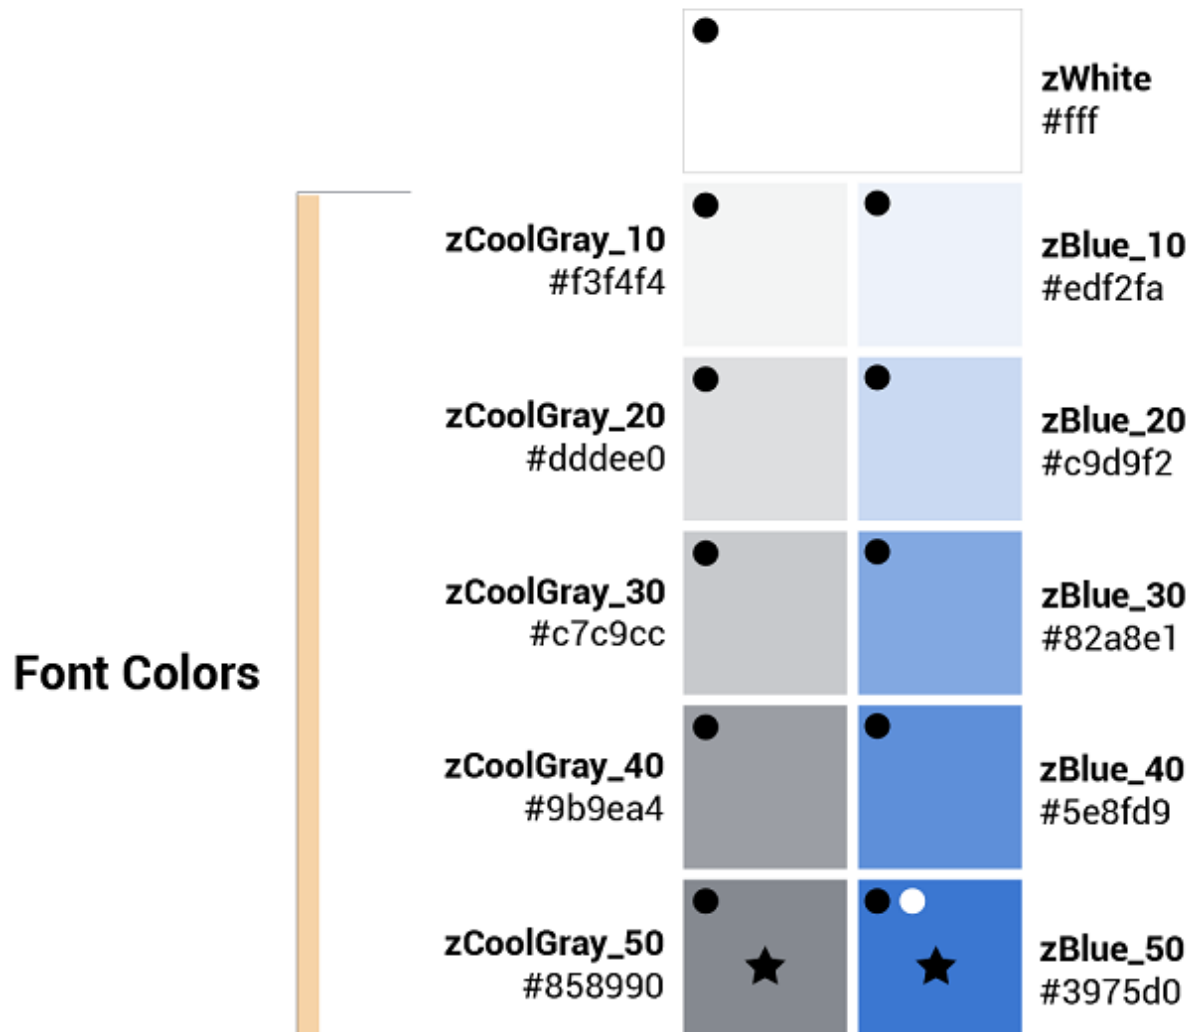 zWhite
#fff
zCoolGray_10
#f3f4f4
zBlue_10
#edf2fa
zCoolGray_20
#dddee0
zBlue_20
#c9d9f2
zCoolGray_30
#c7c9cc
zBlue_30
#82a8e1
Font Colors
zCoolGray_40
#9b9ea4
zBlue_40
#5e8fd9
zCoolGray_50
#858990
zBlue_50
#3975d0